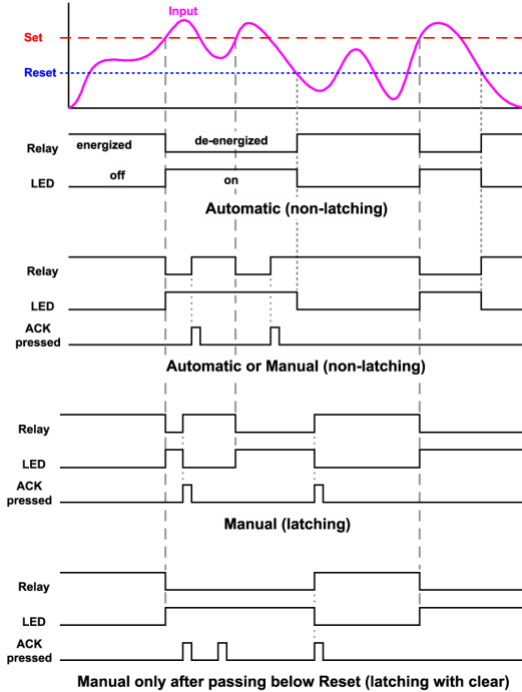 Input
Set
Reset
Relay
energized
de-energized
LED
off
on
Automatic (non-latching)
Relay
LED
ACK
pressed
Automatic or Manual (non-latching)
Relay
LED
ACK
pressed
Manual (latching)
Relay
LED
ACK
pressed
Manual only after passing below Reset (latching with clear)